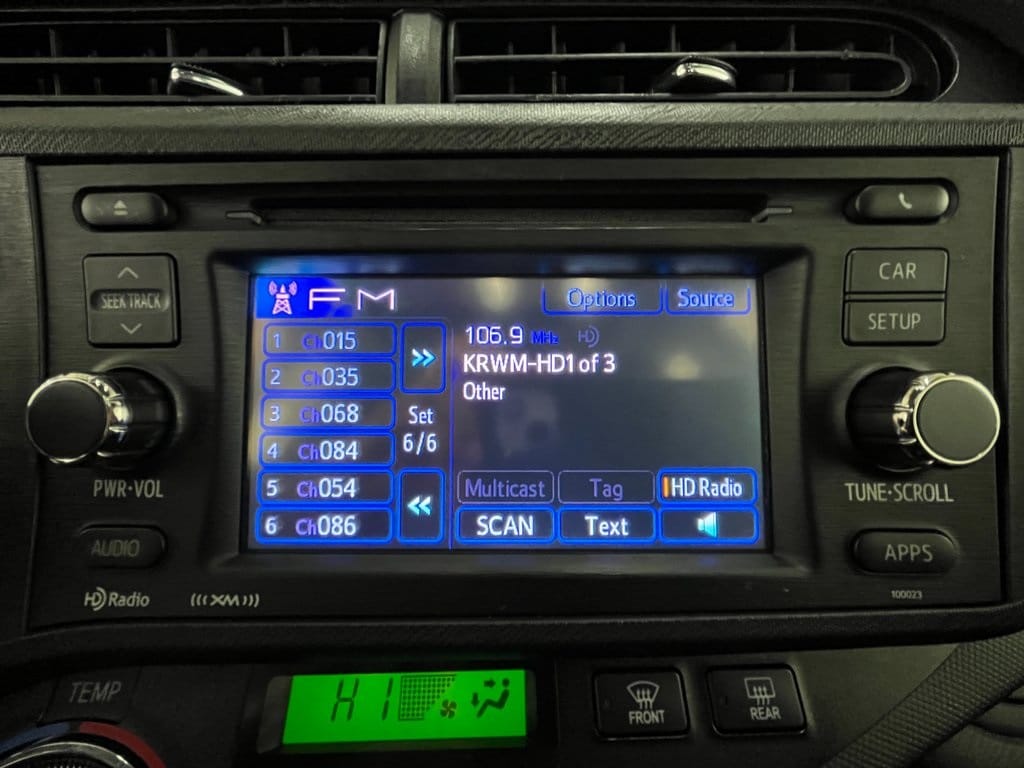 FM
Options
Source
1 Ch015
2 Ch035
3 Ch068
4 Ch084
5 Ch054
6 Ch086
Set
6/6
106.9 MHz HD
KRWM-HD1 of 3
Other
Multicast
Tag
HD Radio
SCAN
Text
SEEK TRACK
PWR•VOL
AUDIO
HD Radio
(((XM)))
CAR
SETUP
TUNE•SCROLL
APPS
100023
TEMP
HI
FRONT
REAR